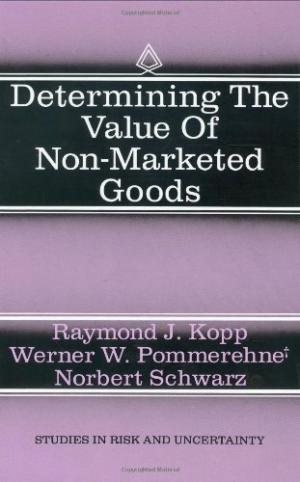 Determining The
Value Of
Non-Marketed
Goods
Raymond J. Kopp
Werner W. Pommerehne‡
Norbert Schwarz
STUDIES IN RISK AND UNCERTAINTY